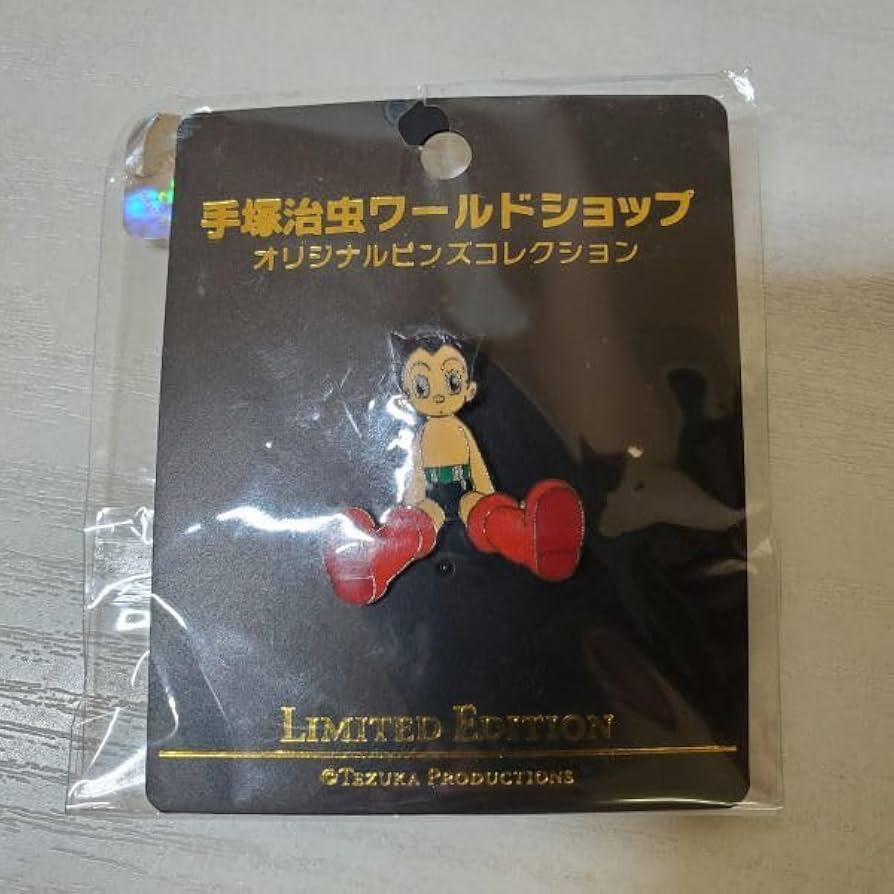 手塚治虫ワールドショップ
オリジナルピンズコレクション
LIMITED EDITION
©TEZUKA PRODUCTIONS